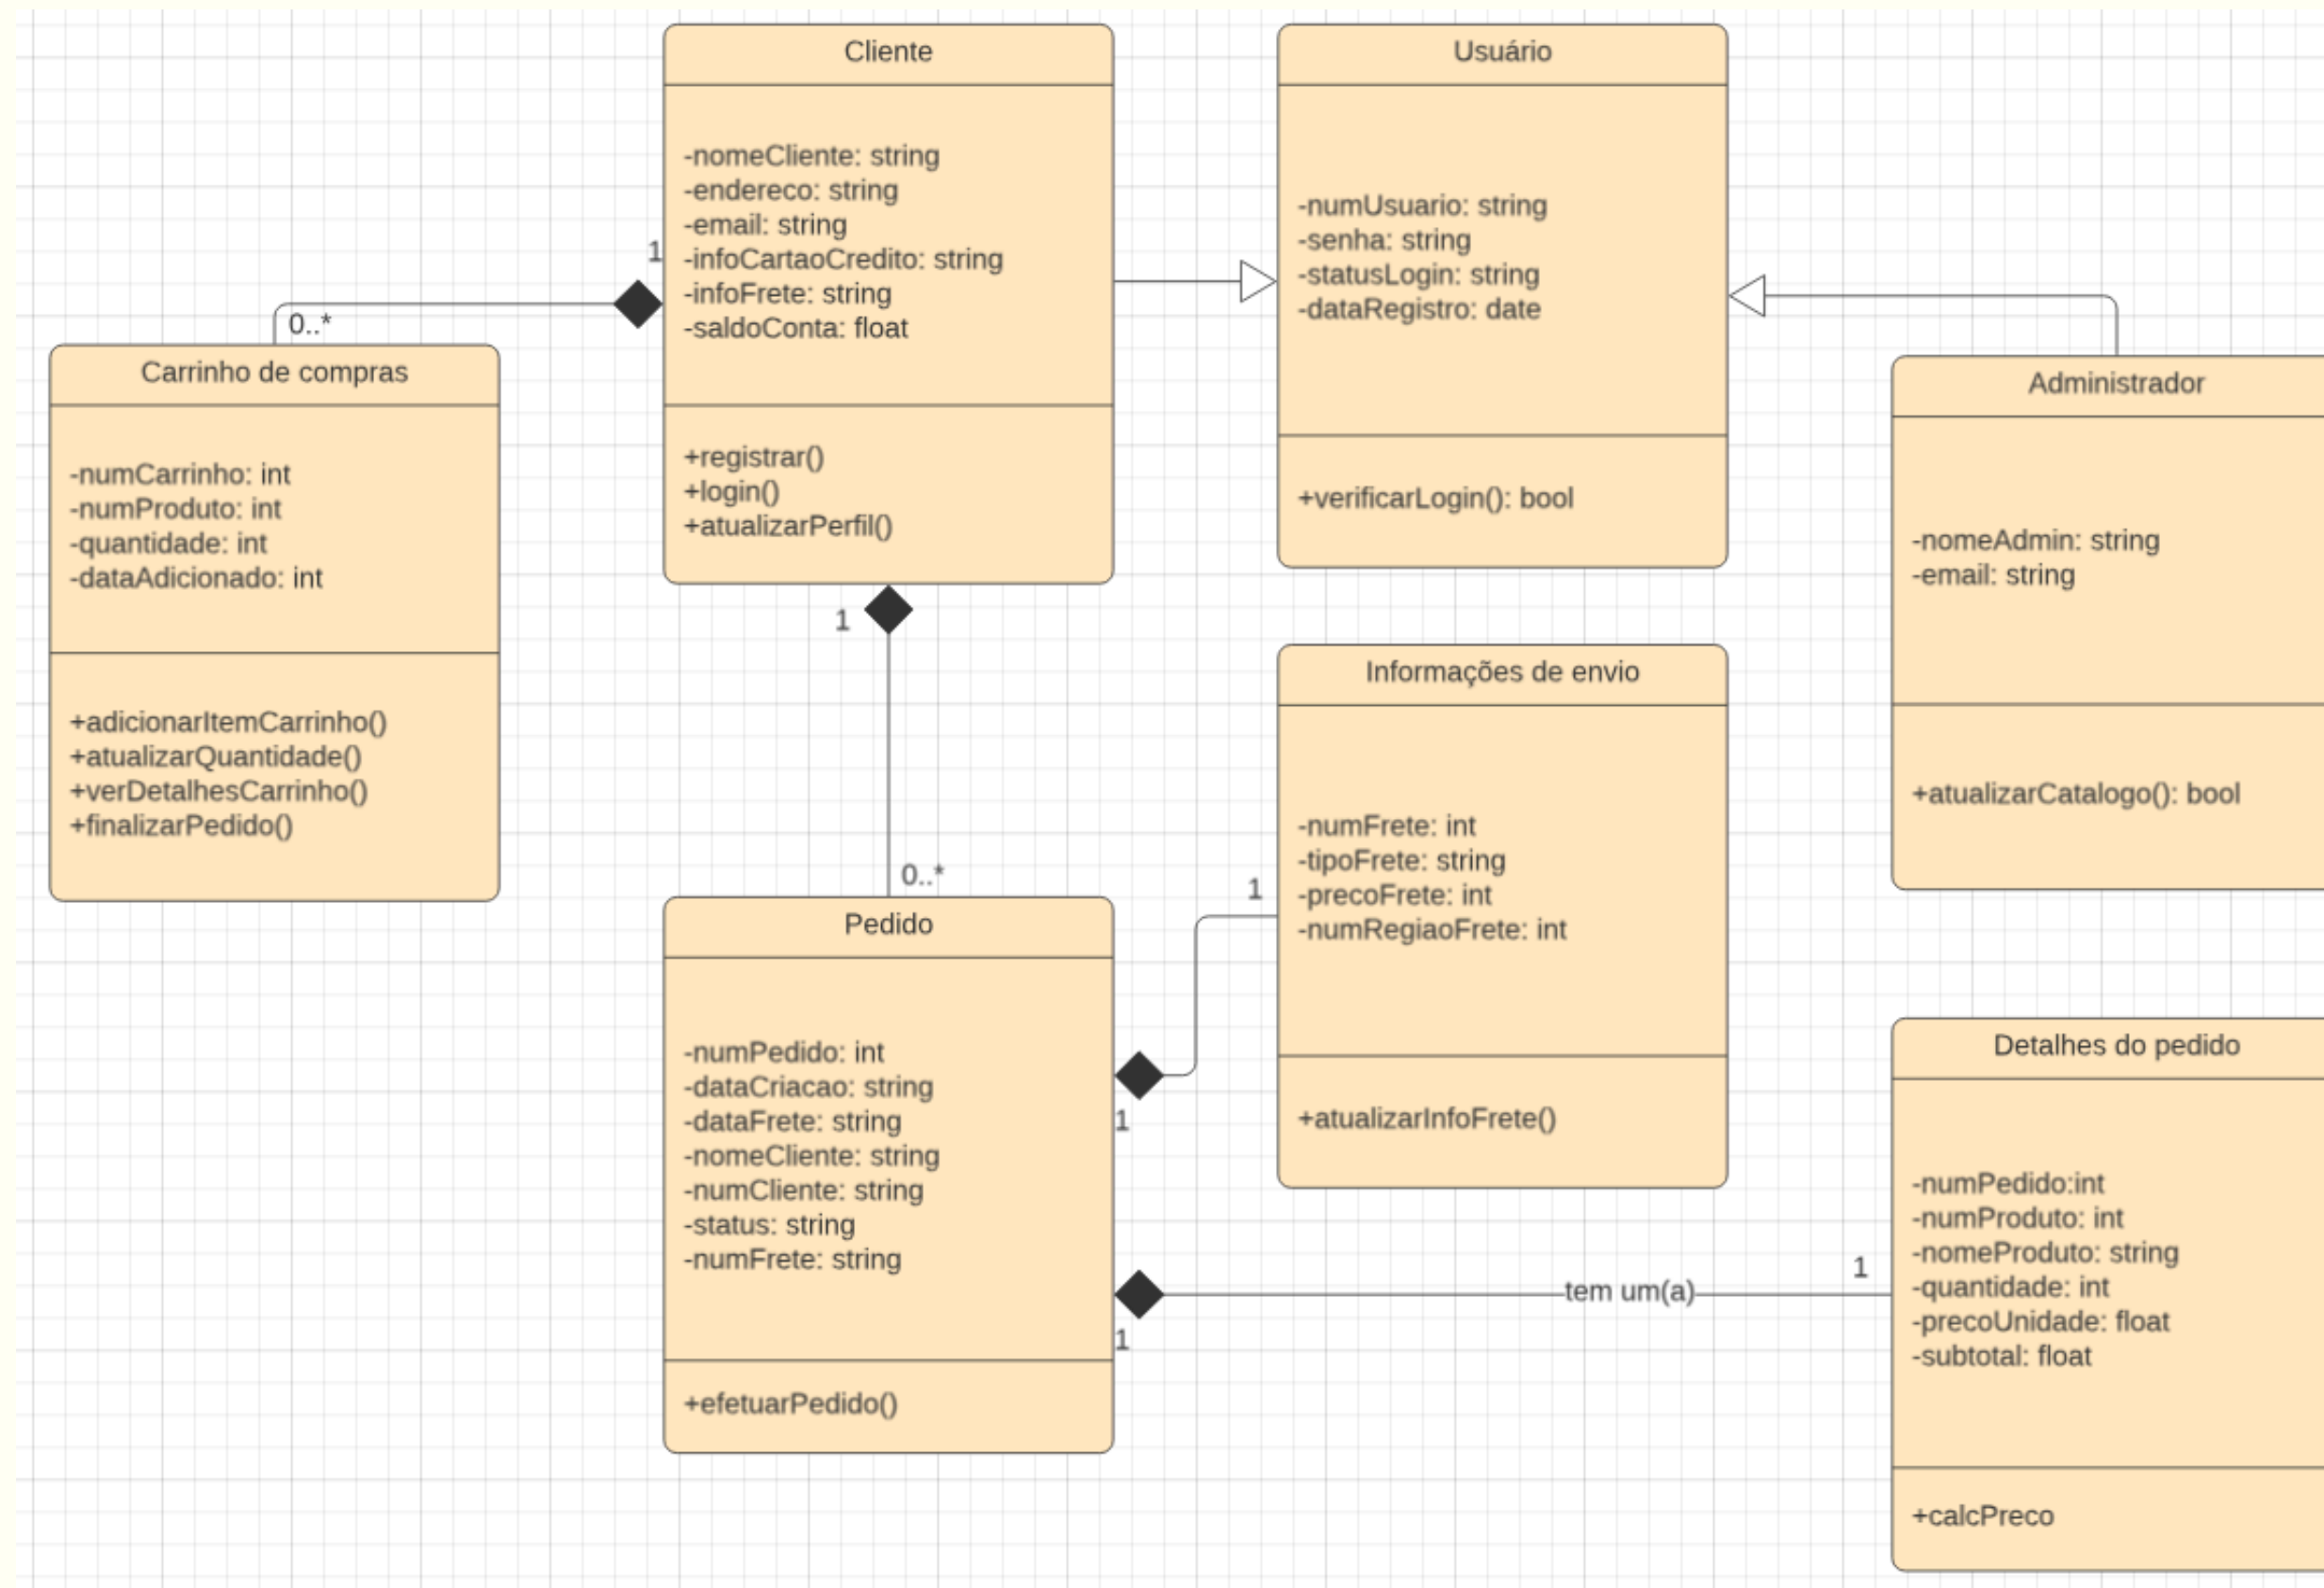 Cliente
-nomeCliente: string
-endereco: string
-email: string
-infoCartaoCredito: string
-infoFrete: string
-saldoConta: float
+registrar()
+login()
+atualizarPerfil()
Usuário
-numUsuario: string
-senha: string
-statusLogin: string
-dataRegistro: date
+verificarLogin(): bool
1
0..*
Carrinho de compras
-numCarrinho: int
-numProduto: int
-quantidade: int
-dataAdicionado: int
+adicionarItemCarrinho()
+atualizarQuantidade()
+verDetalhesCarrinho()
+finalizarPedido()
Administrador
-nomeAdmin: string
-email: string
+atualizarCatalogo(): bool
1
0..*
Informações de envio
-numFrete: int
-tipoFrete: string
-precoFrete: int
-numRegiaoFrete: int
+atualizarInfoFrete()
1
1
Pedido
-numPedido: int
-dataCriacao: string
-dataFrete: string
-nomeCliente: string
-numCliente: string
-status: string
-numFrete: string
+efetuarPedido()
1
tem um(a)
1
Detalhes do pedido
-numPedido:int
-numProduto: int
-nomeProduto: string
-quantidade: int
-precoUnidade: float
-subtotal: float
+calcPreco